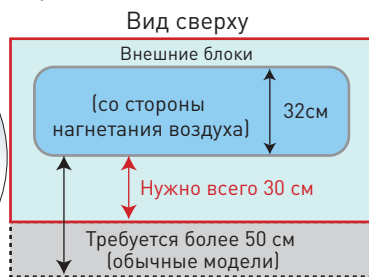 Вид сверху
Внешние блоки
(со стороны
нагнетания воздуха)
32см
Нужно всего 30 см
Требуется более 50 см
(обычные модели)